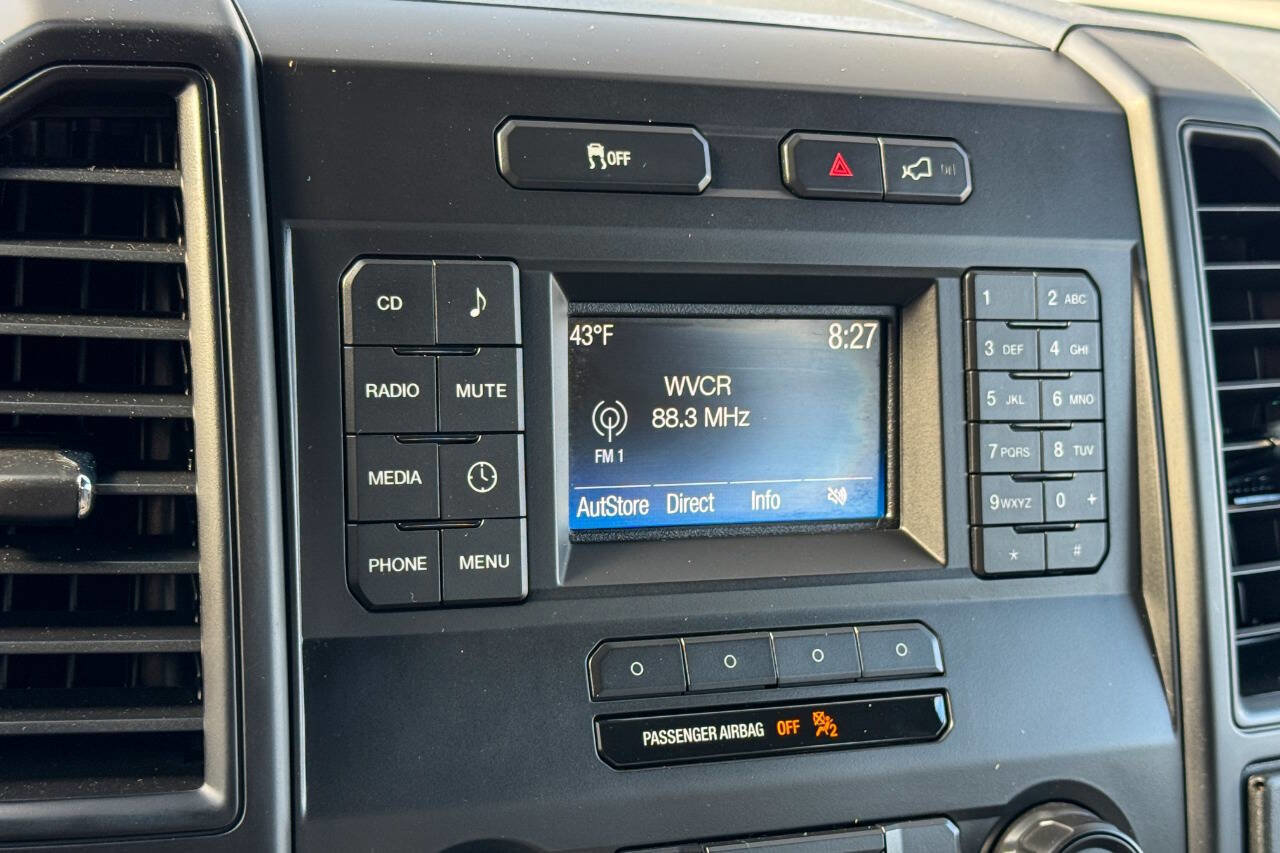 OFF
43°F
8:27
WVCR
88.3 MHz
FM 1
AutoStore Direct Info
CD
RADIO MUTE
MEDIA
PHONE MENU
1 2 ABC
3 DEF 4 GHI
5 JKL 6 MNO
7 PQRS 8 TUV
9 WXYZ 0 +
* #
PASSENGER AIRBAG OFF 2